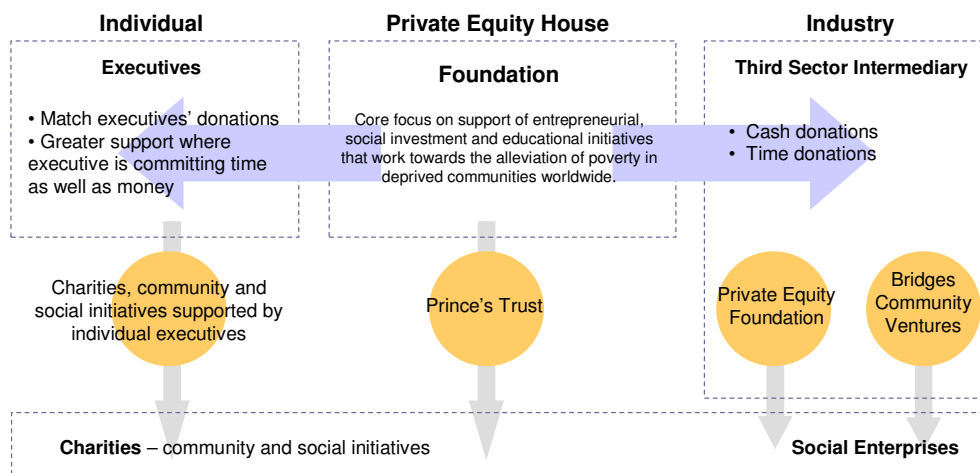 Individual
Private Equity House
Industry
Executives
• Match executives’ donations
• Greater support where
executive is committing time
as well as money
Foundation
Core focus on support of entrepreneurial,
social investment and educational initiatives
that work towards the alleviation of poverty in
deprived communities worldwide.
Third Sector Intermediary
• Cash donations
• Time donations
Charities, community and
social initiatives supported by
individual executives
Prince’s Trust
Private Equity
Foundation
Bridges
Community
Ventures
Charities – community and social initiatives
Social Enterprises